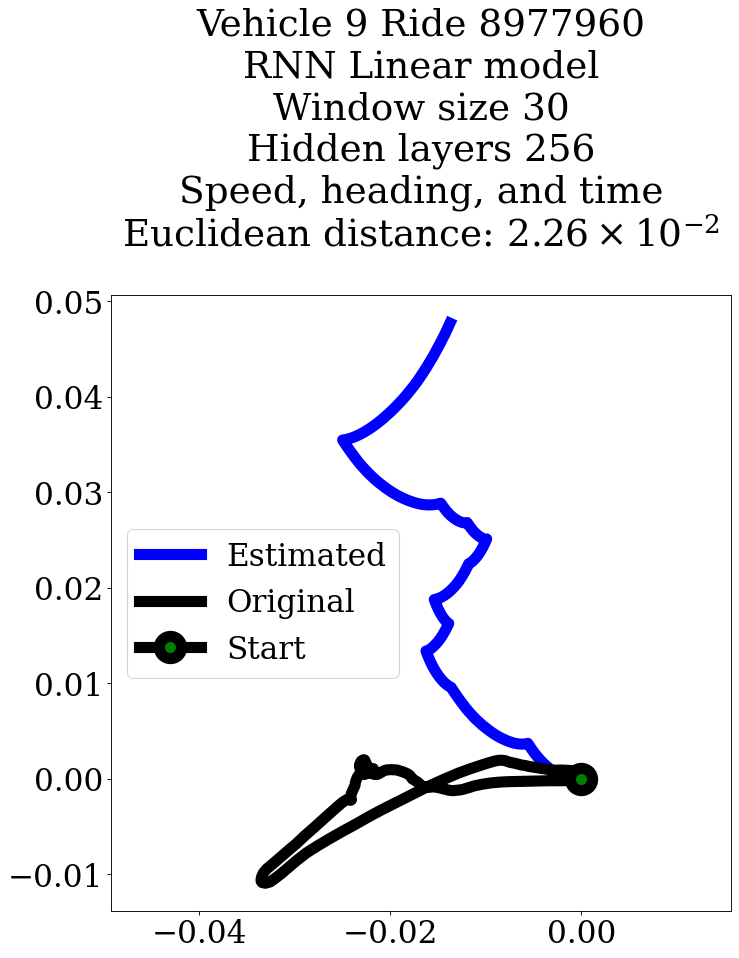 Vehicle 9 Ride 8977960
RNN Linear model
Window size 30
Hidden layers 256
Speed, heading, and time
Euclidean distance: 2.26 × 10⁻²
0.05
0.04
0.03
0.02
0.01
0.00
−0.01
Estimated
Original
Start
−0.04 −0.02 0.00